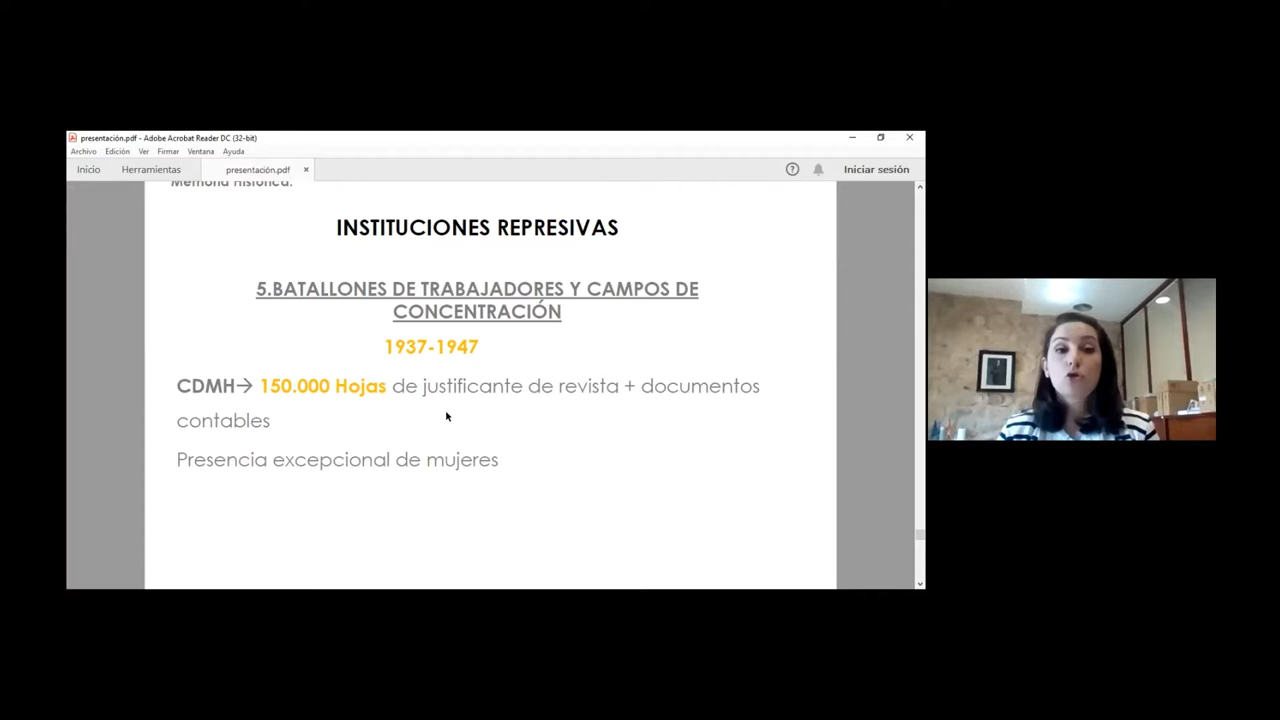 presentación.pdf - Adobe Acrobat Reader DC (32-bit)
Archivo Edición Ver Firmar Ventana Ayuda
Inicio Herramientas presentación.pdf × ? Iniciar sesión
Memoria Histórica.
INSTITUCIONES REPRESIVAS
5.BATALLONES DE TRABAJADORES Y CAMPOS DE
CONCENTRACIÓN
1937-1947
CDMH→ 150.000 Hojas de justificante de revista + documentos
contables
Presencia excepcional de mujeres